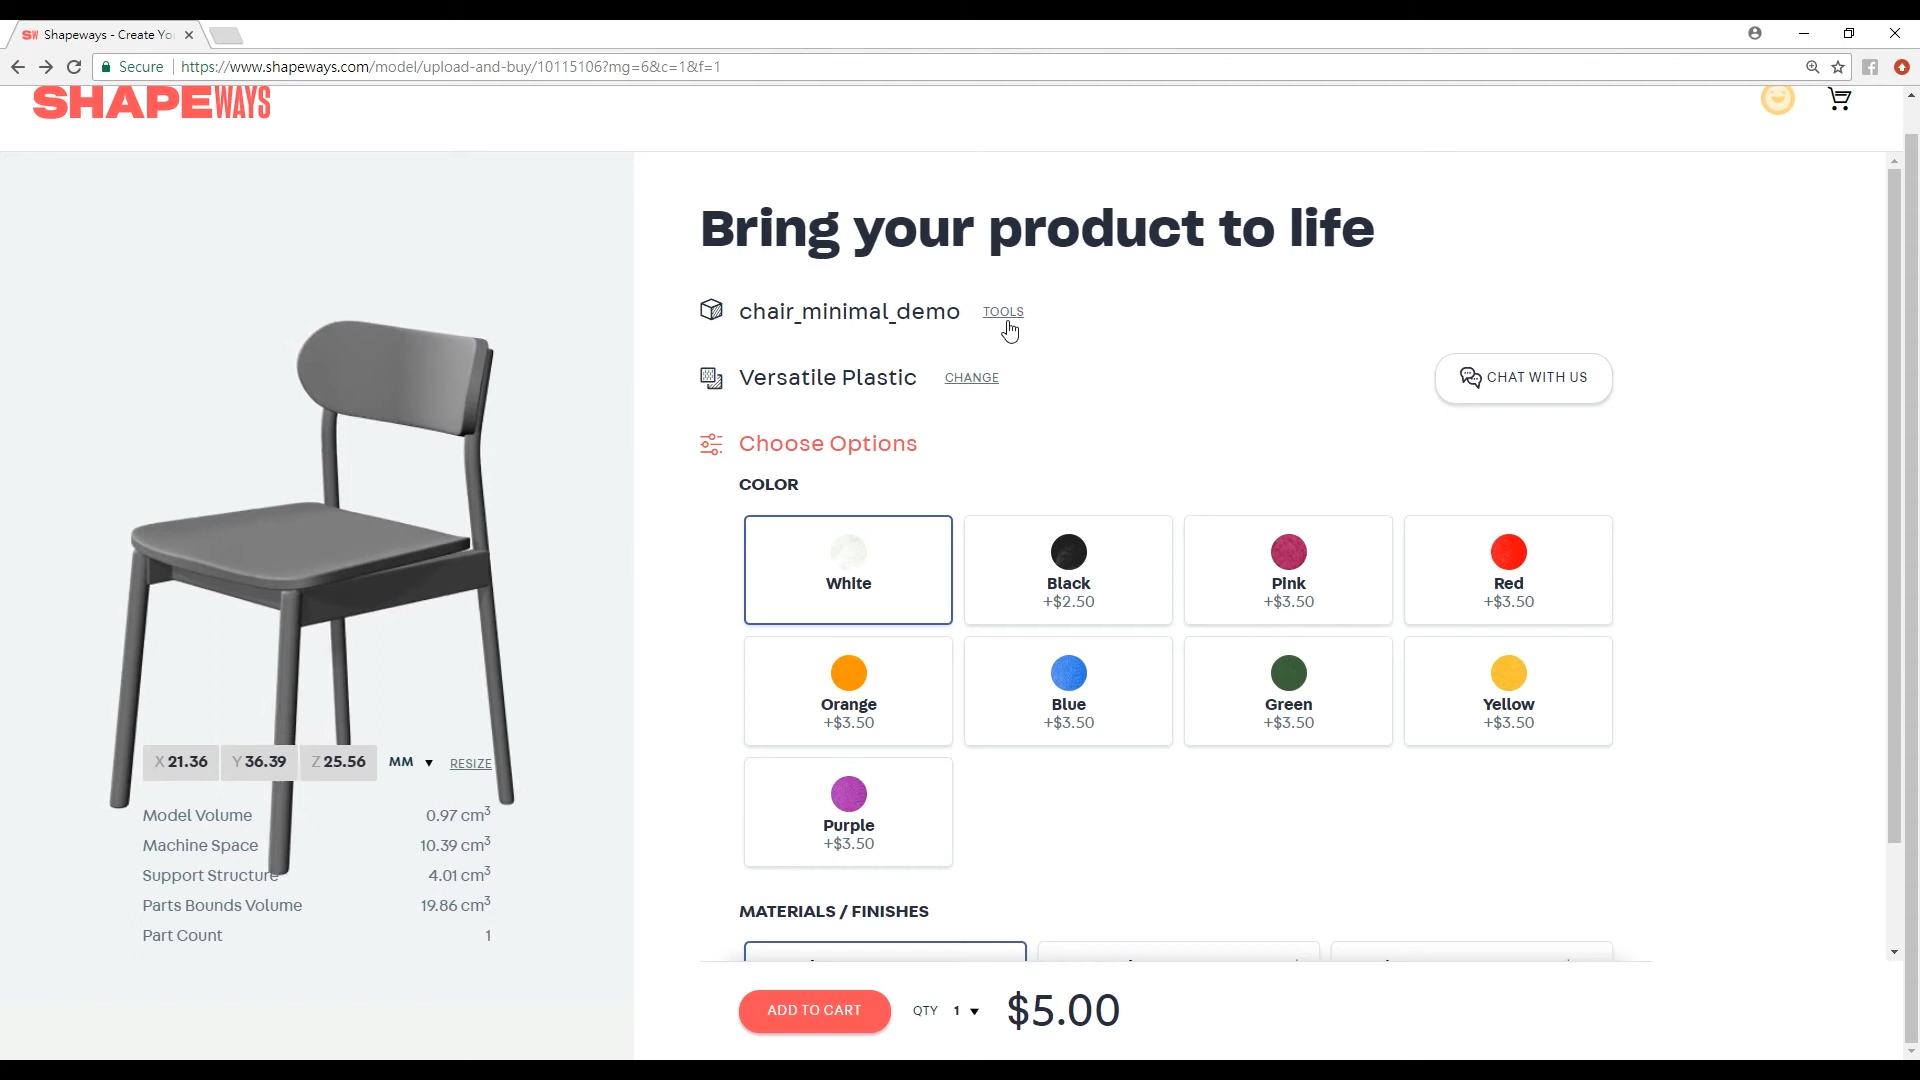 SW Shapeways - Create Yo
Secure https://www.shapeways.com/model/upload-and-buy/10115106?mg=6&c=1&f=1
SHAPEWAYS
Bring your product to life
chair_minimal_demo TOOLS
Versatile Plastic CHANGE
CHAT WITH US
Choose Options
COLOR
White
Black
+$2.50
Pink
+$3.50
Red
+$3.50
Orange
+$3.50
Blue
+$3.50
Green
+$3.50
Yellow
+$3.50
Purple
+$3.50
MATERIALS / FINISHES
X 21.36 Y 36.39 Z 25.56 MM RESIZE
Model Volume 0.97 cm³
Machine Space 10.39 cm³
Support Structure 4.01 cm³
Parts Bounds Volume 19.86 cm³
Part Count 1
ADD TO CART QTY 1 $5.00